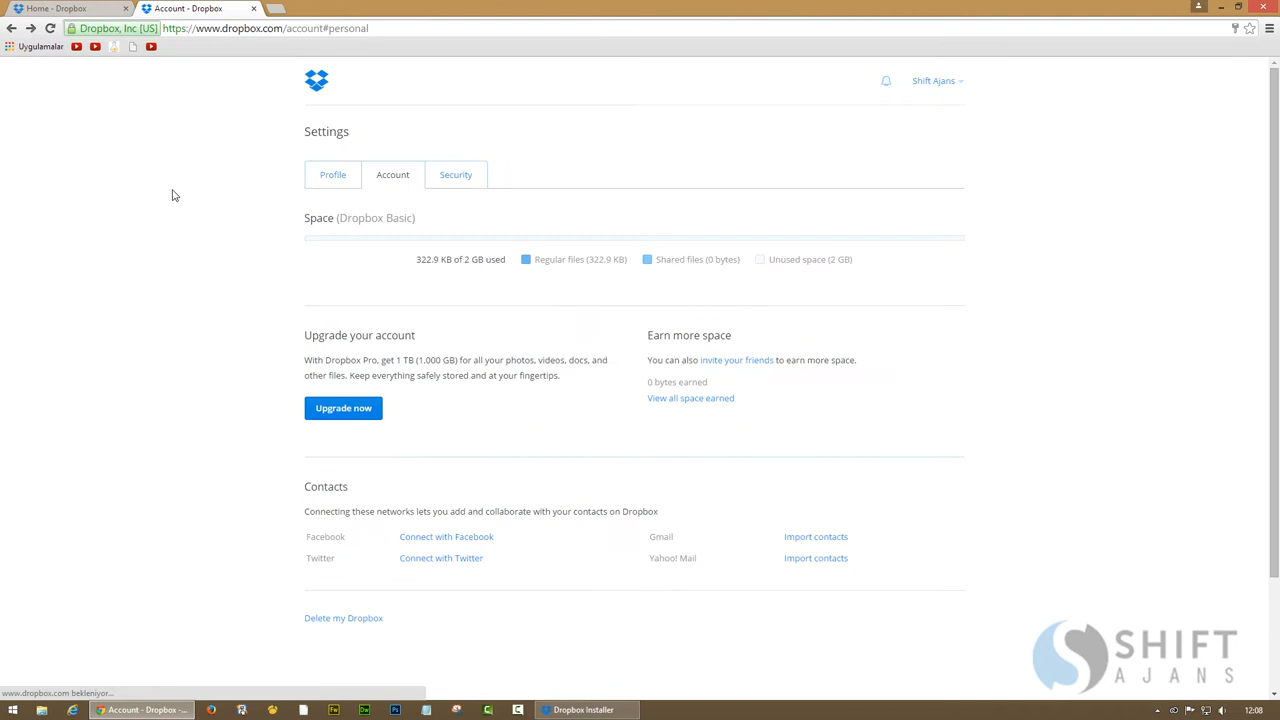 Home - Dropbox
Account - Dropbox
Dropbox, Inc [US] https://www.dropbox.com/account#personal
Uygulamalar
Shift Ajans
Settings
Profile
Account
Security
Space (Dropbox Basic)
322.9 KB of 2 GB used
Regular files (322.9 KB)
Shared files (0 bytes)
Unused space (2 GB)
Upgrade your account
With Dropbox Pro, get 1 TB (1,000 GB) for all your photos, videos, docs, and
other files. Keep everything safely stored and at your fingertips.
Upgrade now
Earn more space
You can also invite your friends to earn more space.
0 bytes earned
View all space earned
Contacts
Connecting these networks lets you add and collaborate with your contacts on Dropbox
Facebook
Connect with Facebook
Gmail
Import contacts
Twitter
Connect with Twitter
Yahoo! Mail
Import contacts
Delete my Dropbox
SHIFT
AJANS
www.dropbox.com bekleniyor...
Account - Dropbox -...
Fw
Dw
Ps
Dropbox Installer
12:08